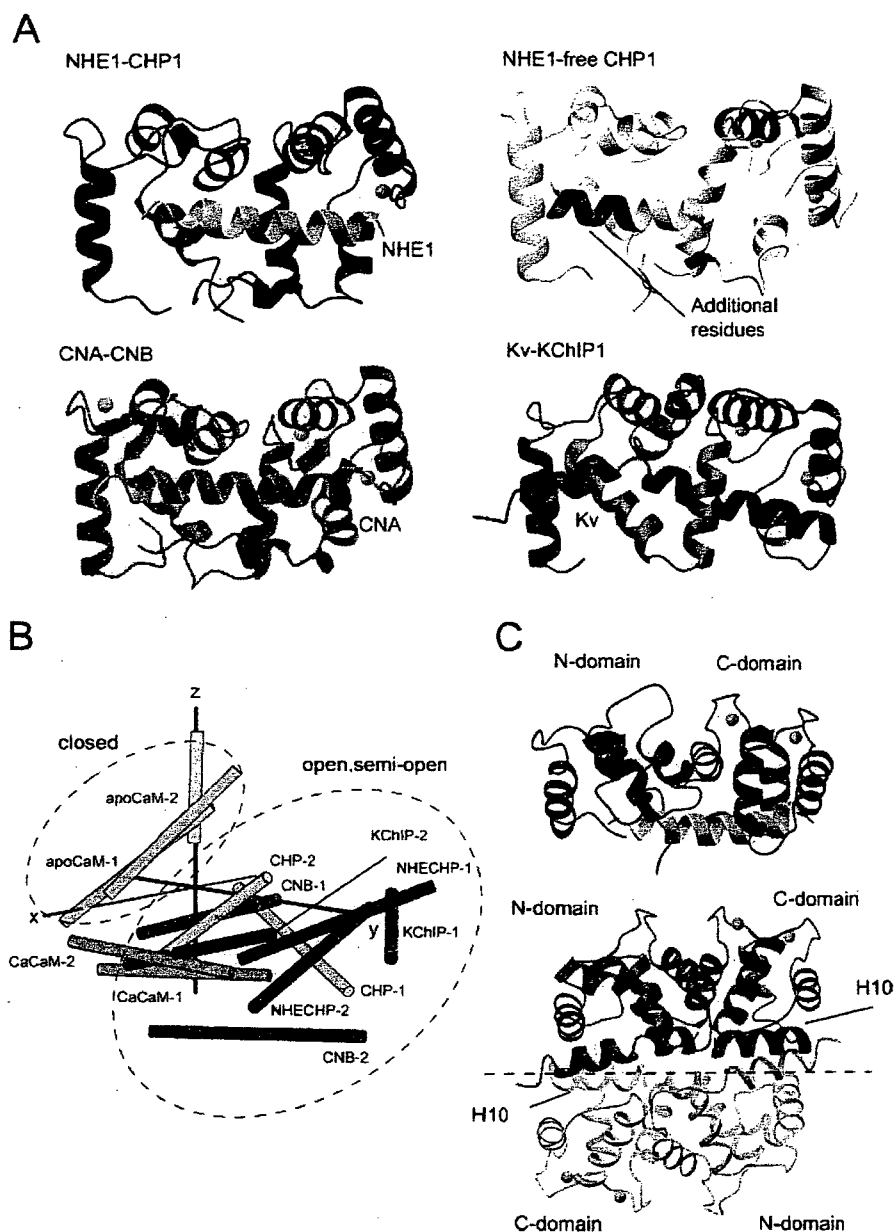 A
NHE1-CHP1
NHE1-free CHP1
NHE1
Additional
residues
CNA-CNB
Kv-KChIP1
CNA
Kv
B
z
closed
open,semi-open
apoCaM-2
KChIP-2
apoCaM-1
CHP-2
NHECHP-1
CNB-1
x
y
KChIP-1
CaCaM-2
CaCaM-1
CHP-1
NHECHP-2
CNB-2
C
N-domain
C-domain
N-domain
C-domain
H10
H10
C-domain
N-domain